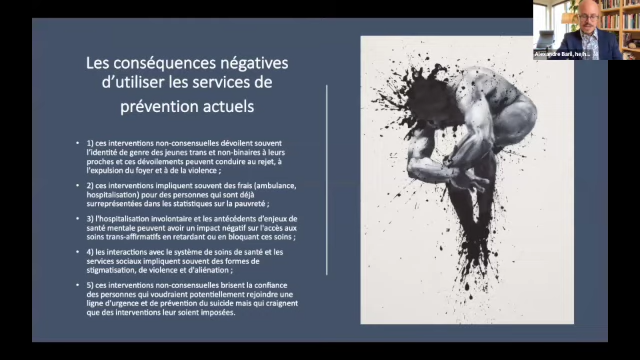 Alexandre Baril, he/h...
Les conséquences négatives
d'utiliser les services de
prévention actuels
• 1) ces interventions non-consensuelles dévoilent souvent
l'identité de genre des jeunes trans et non-binaires à leurs
proches et ces dévoilements peuvent conduire au rejet, à
l'expulsion du foyer et à de la violence ;
• 2) ces interventions impliquent souvent des frais (ambulance,
hospitalisation) pour des personnes qui sont déjà
surreprésentées dans les statistiques sur la pauvreté ;
• 3) l'hospitalisation involontaire et les antécédents d'enjeux de
santé mentale peuvent avoir un impact négatif sur l'accès aux
soins trans-affirmatifs en retardant ou en bloquant ces soins ;
• 4) les interactions avec le système de soins de santé et les
services sociaux impliquent souvent des formes de
stigmatisation, de violence et d'aliénation ;
• 5) ces interventions non-consensuelles brisent la confiance
des personnes qui voudraient potentiellement rejoindre une
ligne d'urgence et de prévention du suicide mais qui craignent
que des interventions leur soient imposées.